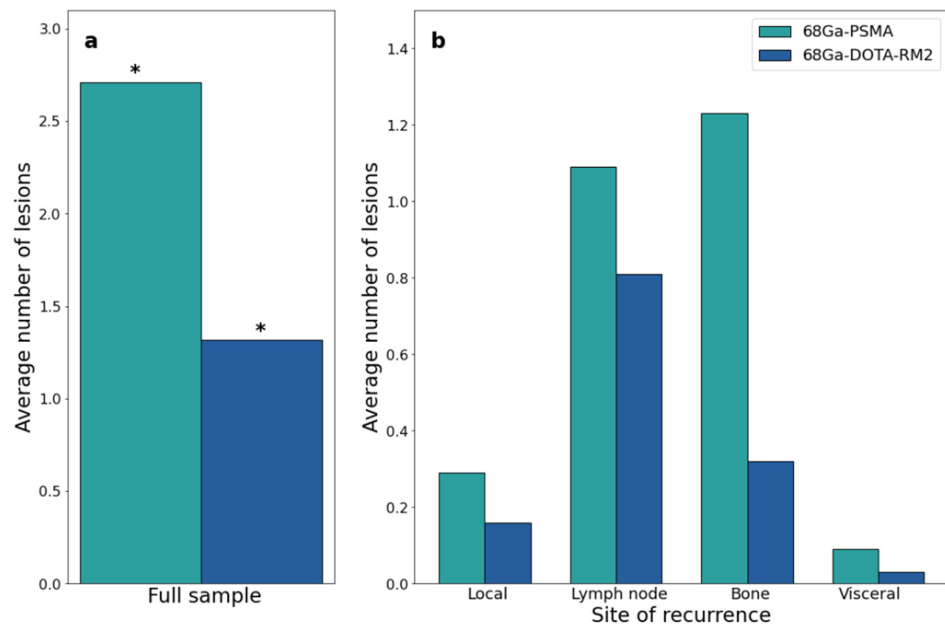 a
*
*
3.0
2.5
2.0
1.5
1.0
0.5
0.0
Average number of lesions
Full sample
b
68Ga-PSMA
68Ga-DOTA-RM2
1.4
1.2
1.0
0.8
0.6
0.4
0.2
0.0
Average number of lesions
Local Lymph node Bone Visceral
Site of recurrence